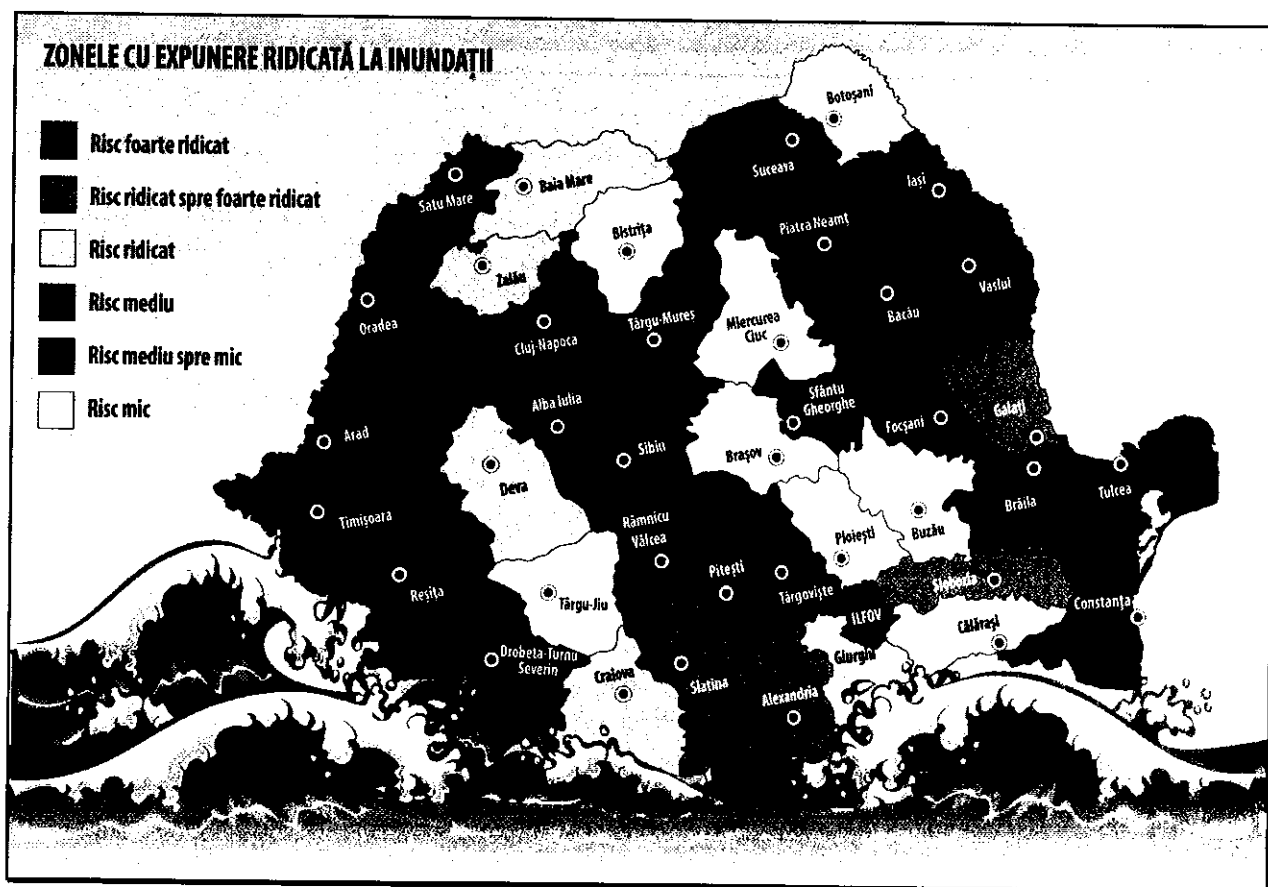 ZONELE CU EXPUNERE RIDICATĂ LA INUNDAȚII
Risc foarte ridicat
Risc ridicat spre foarte ridicat
Risc ridicat
Risc mediu
Risc mediu spre mic
Risc mic
Botoșani
Suceava
Iași
Satu Mare
Baia Mare
Bistrița
Piatra Neamț
Zalău
Vaslui
Oradea
Cluj-Napoca
Târgu-Mureș
Miercurea
Ciuc
Bacău
Alba Iulia
Sfântu
Gheorghe
Arad
Deva
Sibiu
Brașov
Focșani
Galați
Brăila
Tulcea
Timișoara
Râmnicu
Vâlcea
Ploiești
Buzău
Reșița
Târgu-Jiu
Pitești
Târgoviște
Slobozia
Constanța
ILFOV
Călărași
Giurgiu
Drobeta-Turnu
Severin
Craiova
Slatina
Alexandria